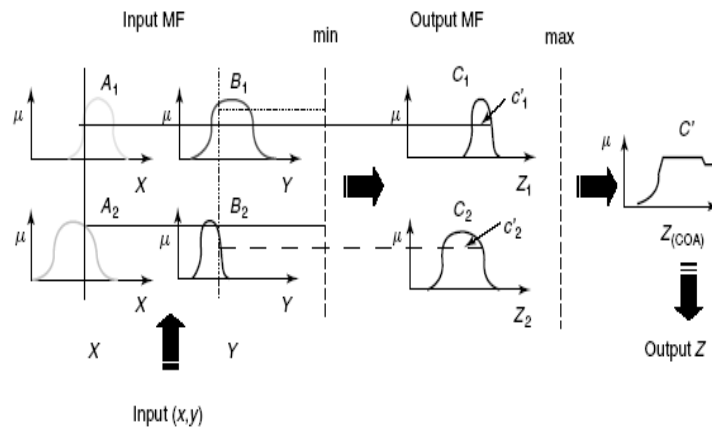 Input MF
min
Output MF
max
A1
B1
C1
c'1
μ
μ
μ
X
Y
Z1
μ
C'
Z(COA)
A2
B2
C2
c'2
μ
μ
μ
X
Y
Z2
X
Y
Input (x,y)
Output Z